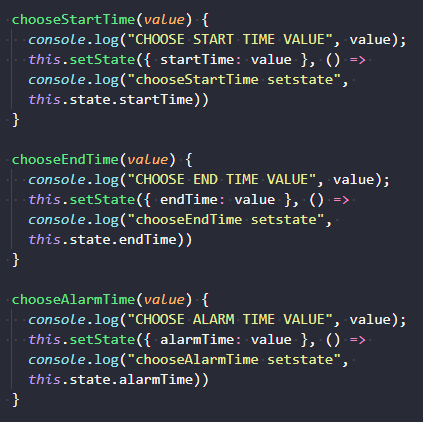 chooseStartTime(value) {
  console.log("CHOOSE START TIME VALUE", value);
  this.setState({ startTime: value }, () =>
  console.log("chooseStartTime setstate",
  this.state.startTime))
}

chooseEndTime(value) {
  console.log("CHOOSE END TIME VALUE", value);
  this.setState({ endTime: value }, () =>
  console.log("chooseEndTime setstate",
  this.state.endTime))
}

chooseAlarmTime(value) {
  console.log("CHOOSE ALARM TIME VALUE", value);
  this.setState({ alarmTime: value }, () =>
  console.log("chooseAlarmTime setstate",
  this.state.alarmTime))
}